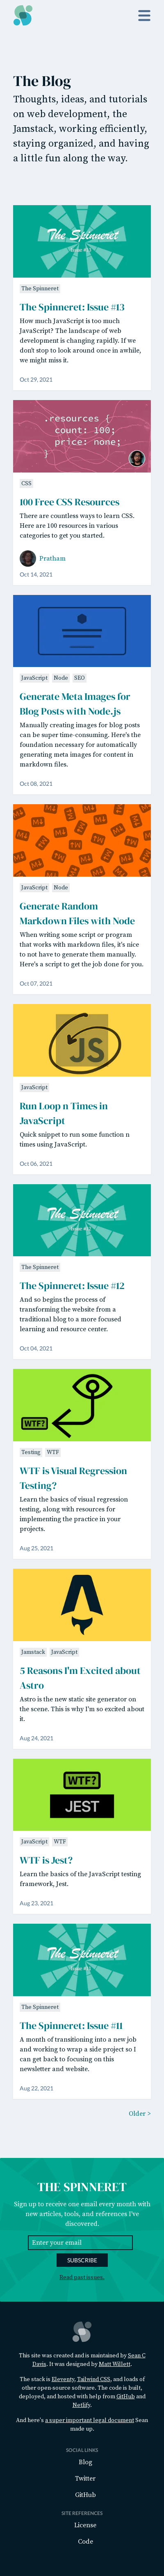 The Blog
Thoughts, ideas, and tutorials
on web development, the
Jamstack, working efficiently,
staying organized, and having
a little fun along the way.
The Spinneret
The Spinneret
The Spinneret: Issue #13
How much JavaScript is too much
JavaScript? The landscape of web
development is changing rapidly. If we
don't stop to look around once in awhile,
we might miss it.
Oct 29, 2021
.resources {
count: 100;
price: none;
}
CSS
100 Free CSS Resources
There are countless ways to learn CSS.
Here are 100 resources in various
categories to get you started.
Pratham
Oct 14, 2021
JavaScript Node SEO
Generate Meta Images for
Blog Posts with Node.js
Manually creating images for blog posts
can be super time-consuming. Here's the
foundation necessary for automatically
generating meta images for content in
markdown files.
Oct 08, 2021
JavaScript Node
Generate Random
Markdown Files with Node
When writing some script or program
that works with markdown files, it's nice
to not to have to generate them manually.
Here's a script to get the job done for you.
Oct 07, 2021
JS
JavaScript
Run Loop n Times in
JavaScript
Quick snippet to run some function n
times using JavaScript.
Oct 06, 2021
The Spinneret
The Spinneret
The Spinneret: Issue #12
And so begins the process of
transforming the website from a
traditional blog to a more focused
learning and resource center.
Oct 04, 2021
WTF?
Testing WTF
WTF is Visual Regression
Testing?
Learn the basics of visual regression
testing, along with resources for
implementing the practice in your
projects.
Aug 25, 2021
Jamstack JavaScript
5 Reasons I'm Excited about
Astro
Astro is the new static site generator on
the scene. This is why I'm so excited about
it.
Aug 24, 2021
WTF?
JEST
JavaScript WTF
WTF is Jest?
Learn about the basics of the JavaScript testing
framework, Jest.
Aug 23, 2021
The Spinneret
The Spinneret
The Spinneret: Issue #11
A month of transitioning into a new job
and working to wrap a side project so I
can get back to focusing on this
newsletter and website.
Aug 22, 2021
Older >
THE SPINNERET
Sign up to receive one email every month with
new articles, tools, and references I've
discovered.
Enter your email
SUBSCRIBE
Read past issues.
This site was created and is maintained by Sean C
Davis. It was designed by Matt Willett.
The stack is Eleventy, Tailwind CSS, and loads of
other open-source software. The code is built,
deployed, and hosted with help from GitHub and
Netlify.
And here's a super important legal document Sean
made up.
SOCIAL LINKS
Blog
Twitter
GitHub
SITE REFERENCES
License
Code